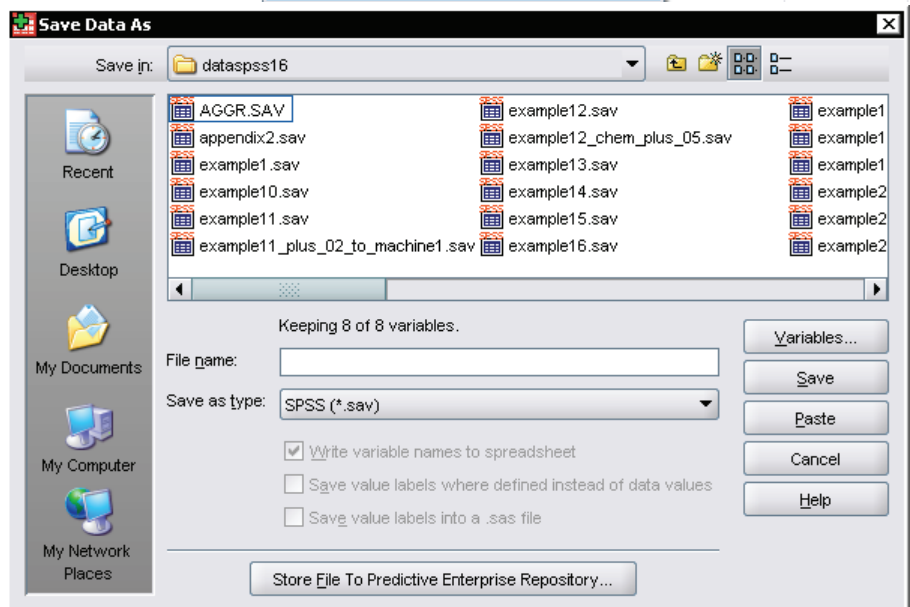 Save Data As
Save in: dataspss16
Recent
Desktop
My Documents
My Computer
My Network
Places
AGGR.SAV
appendix2.sav
example1.sav
example10.sav
example11.sav
example11_plus_02_to_machine1.sav
example12.sav
example12_chem_plus_05.sav
example13.sav
example14.sav
example15.sav
example16.sav
example1
example1
example1
example2
example2
example2
Keeping 8 of 8 variables.
File name:
Save as type: SPSS (*.sav)
Write variable names to spreadsheet
Save value labels where defined instead of data values
Save value labels into a .sas file
Variables...
Save
Paste
Cancel
Help
Store File To Predictive Enterprise Repository...